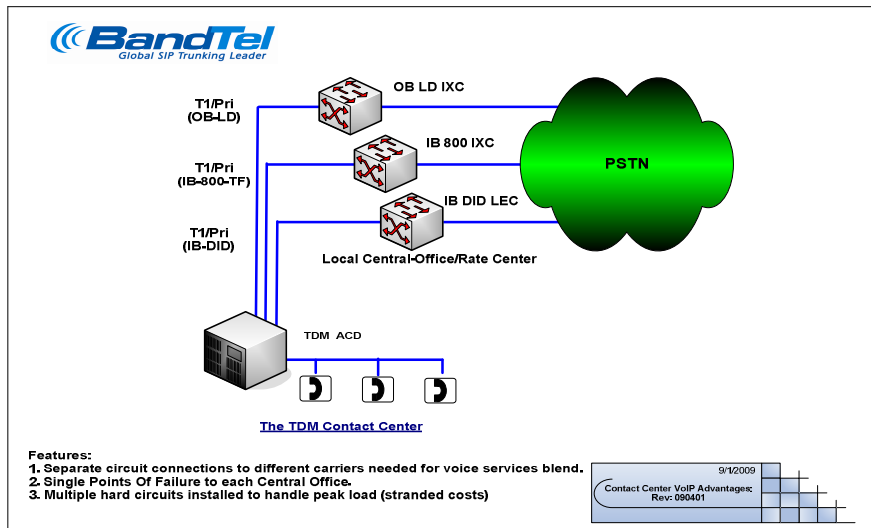 BandTel
Global SIP Trunking Leader
OB LD IXC
T1/Pri
(OB-LD)
IB 800 IXC
T1/Pri
(IB-800-TF)
PSTN
IB DID LEC
T1/Pri
(IB-DID)
Local Central-Office/Rate Center
TDM ACD
The TDM Contact Center
Features:
1. Separate circuit connections to different carriers needed for voice services blend.
2. Single Points Of Failure to each Central Office.
3. Multiple hard circuits installed to handle peak load (stranded costs)
9/1/2009
Contact Center VoIP Advantages;
Rev: 090401